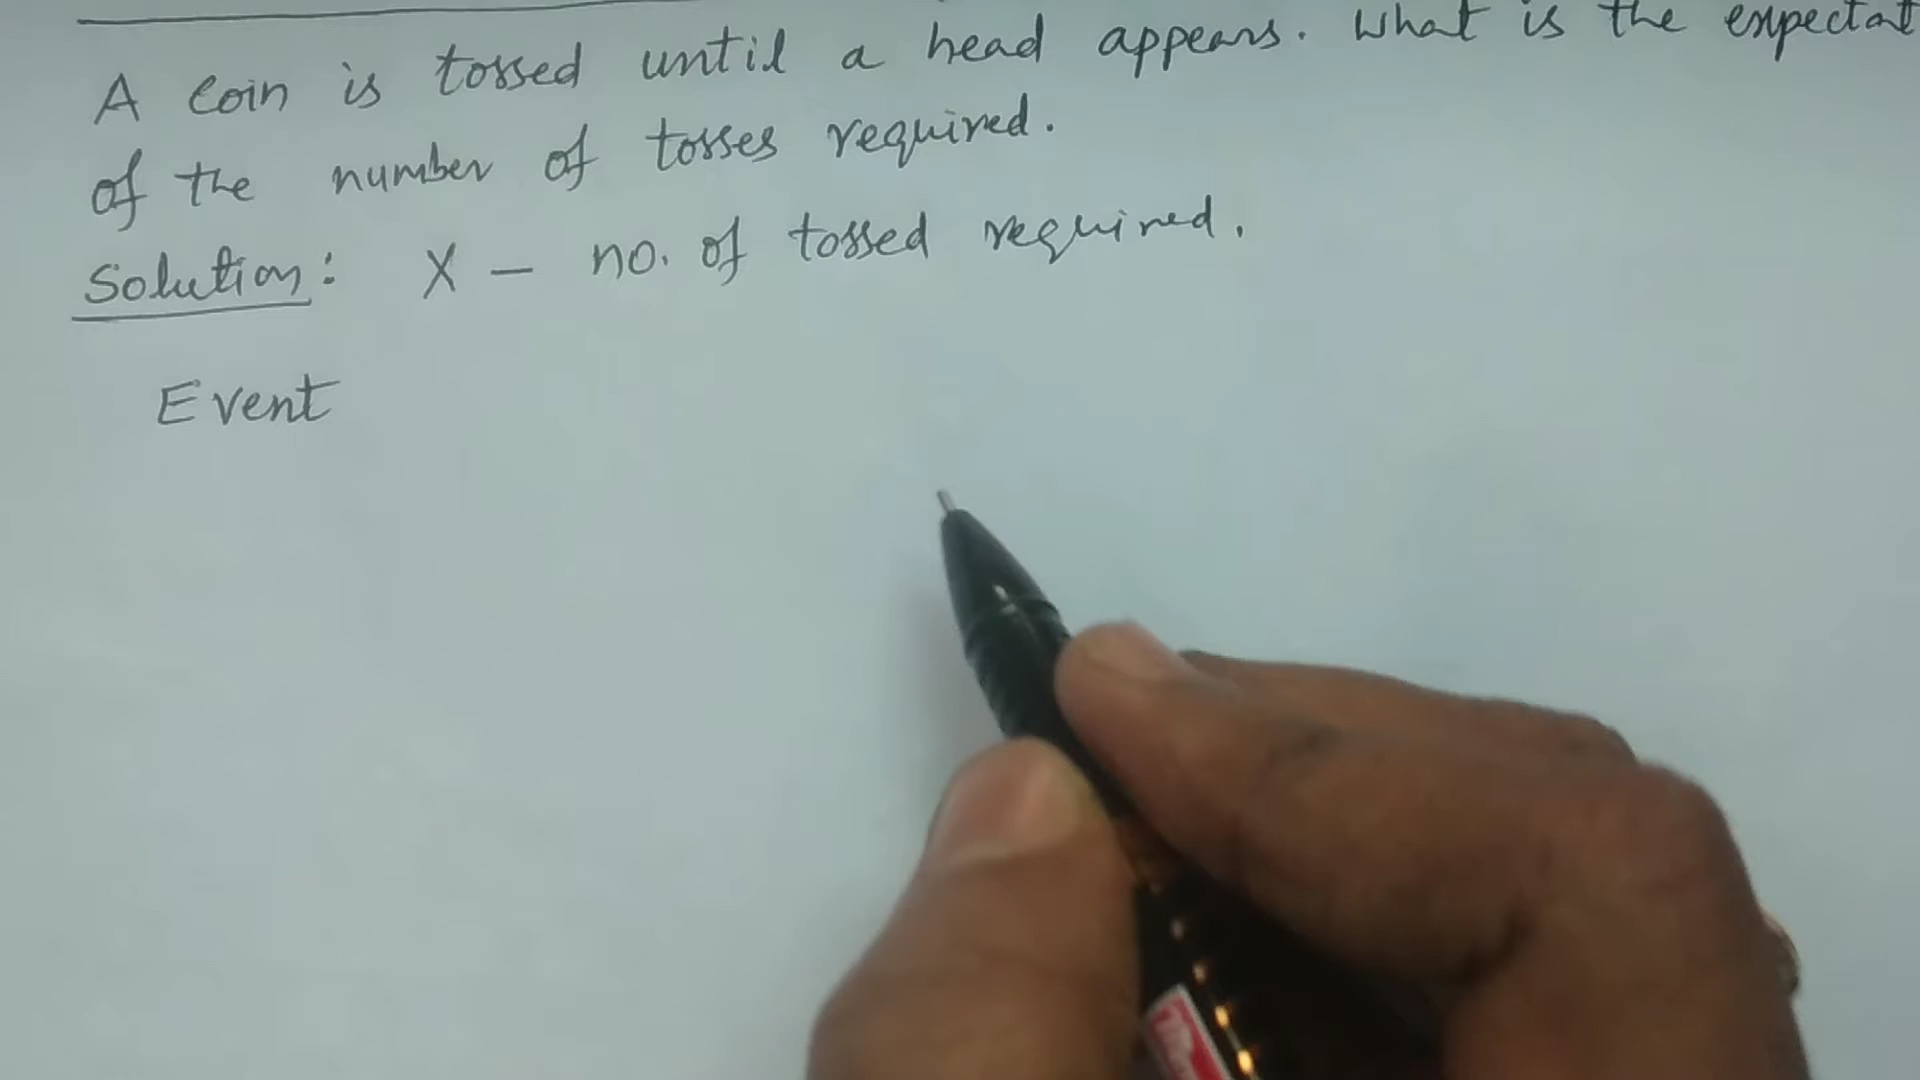 A coin is tossed until a head appears. What is the expectat
of the number of tosses required.
Solution: X - no. of tossed required.
Event